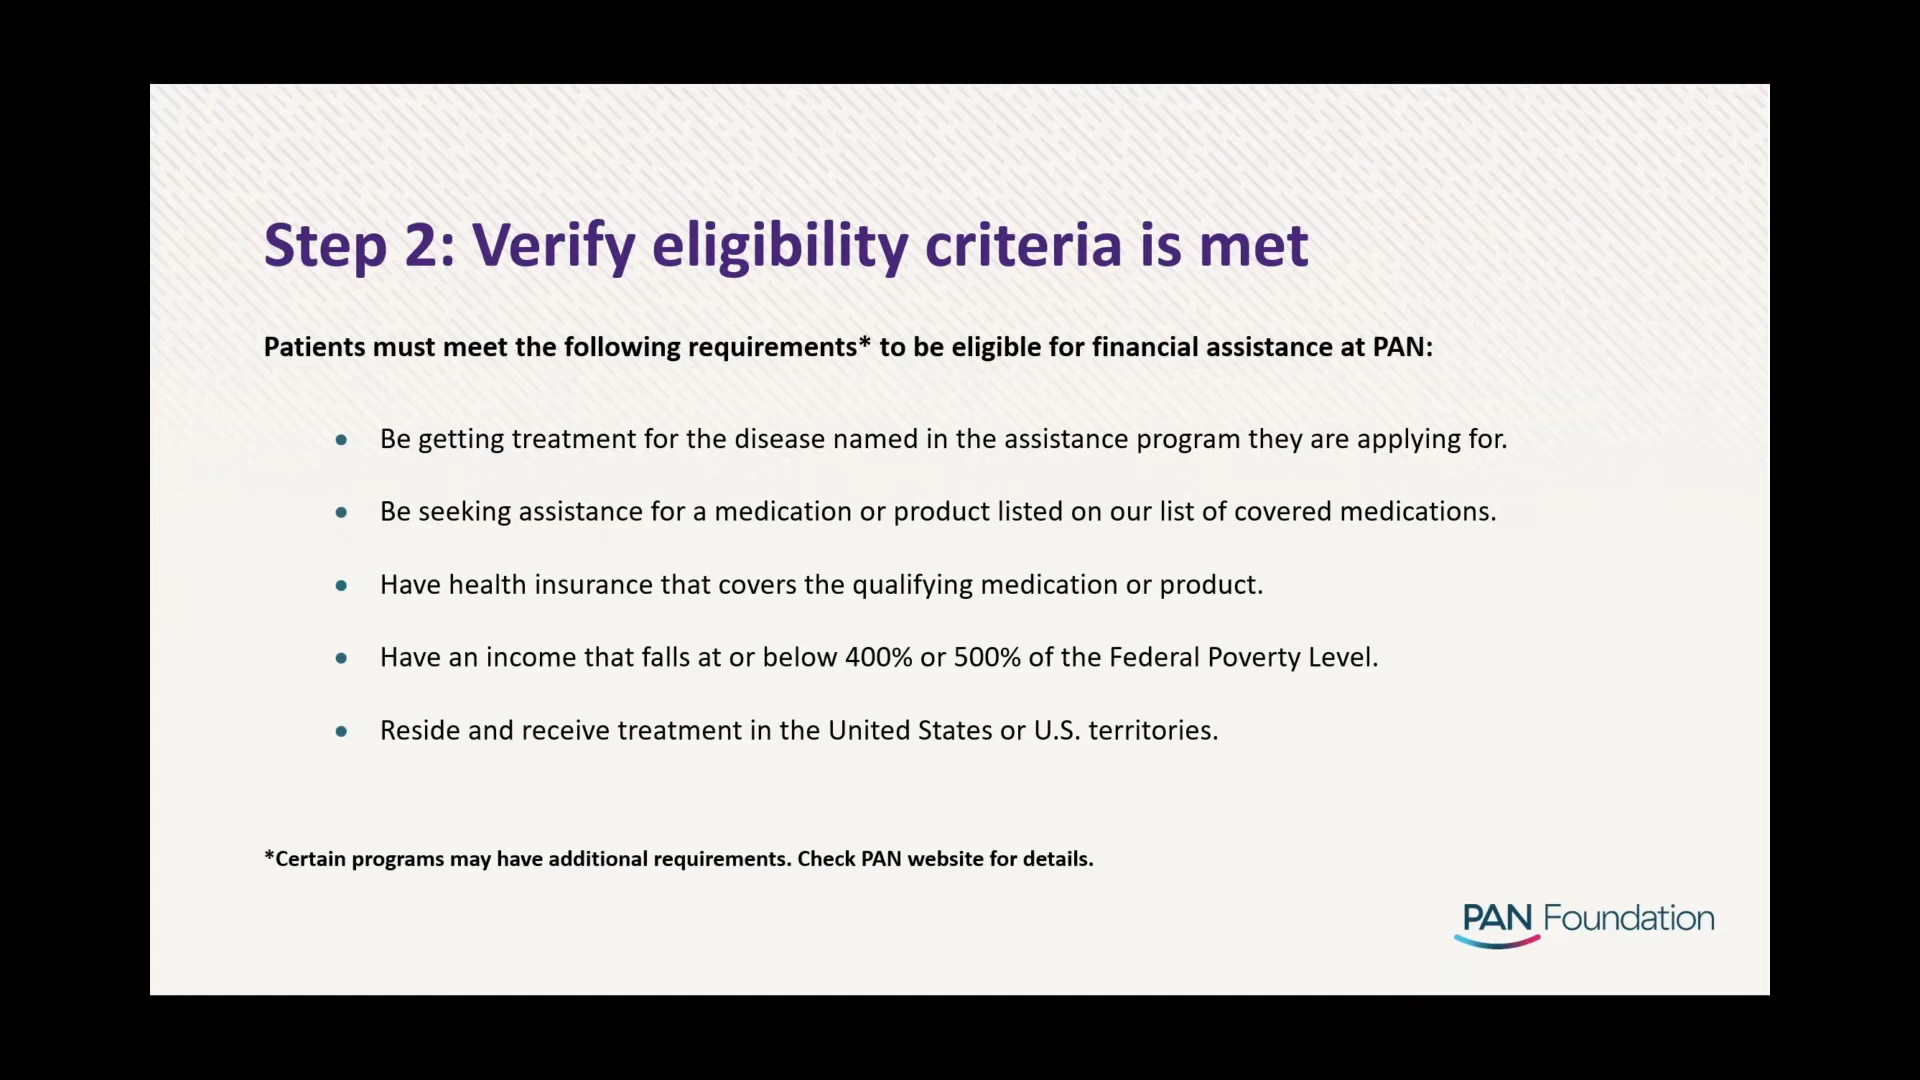 Step 2: Verify eligibility criteria is met
Patients must meet the following requirements* to be eligible for financial assistance at PAN:
• Be getting treatment for the disease named in the assistance program they are applying for.
• Be seeking assistance for a medication or product listed on our list of covered medications.
• Have health insurance that covers the qualifying medication or product.
• Have an income that falls at or below 400% or 500% of the Federal Poverty Level.
• Reside and receive treatment in the United States or U.S. territories.
*Certain programs may have additional requirements. Check PAN website for details.
PAN Foundation